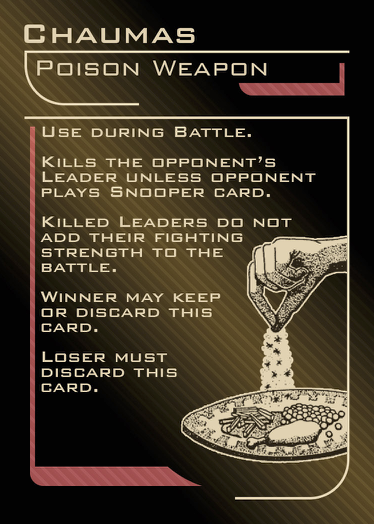 Chaumas
Poison Weapon
Use during Battle.
Kills the opponent's
Leader unless opponent
plays Snooper card.
Killed Leaders do not
add their fighting
strength to the
battle.
Winner may keep
or discard this
card.
Loser must
discard this
card.